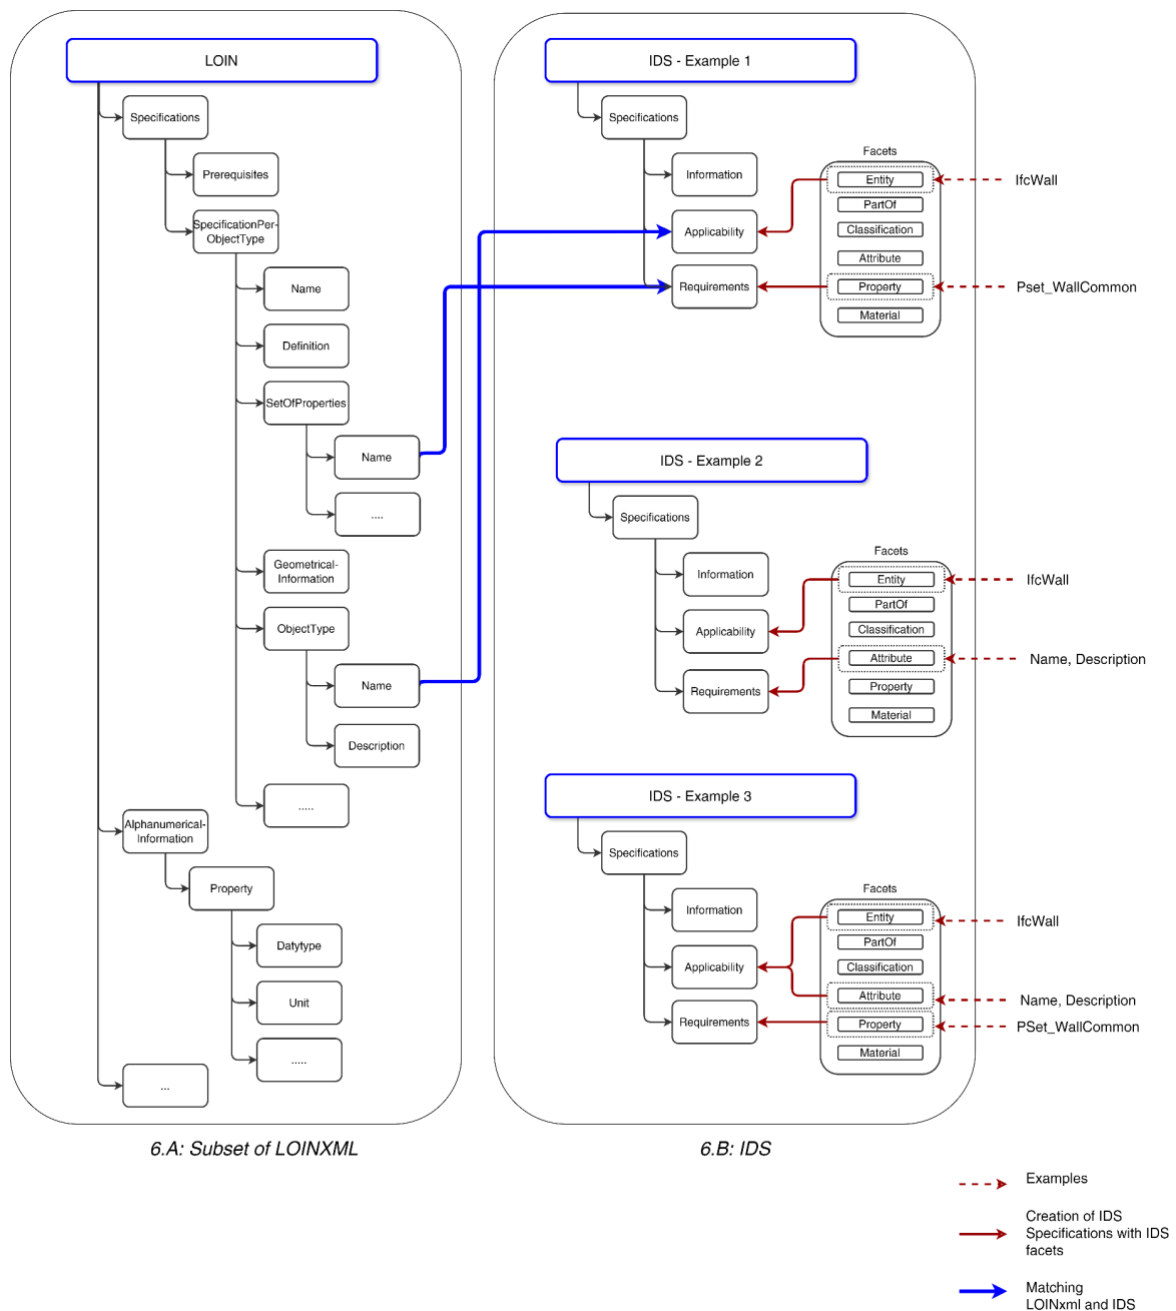 LOIN
Specifications
Prerequisites
SpecificationPer-
ObjectType
Name
Definition
SetOfProperties
Name
....
Geometrical-
Information
ObjectType
Name
Description
.....
Alphanumerical-
Information
Property
Datytype
Unit
.....
...
6.A: Subset of LOINXML
IDS - Example 1
Specifications
Information
Applicability
Requirements
Facets
Entity
PartOf
Classification
Attribute
Property
Material
IfcWall
Pset_WallCommon
IDS - Example 2
Specifications
Information
Applicability
Requirements
Facets
Entity
PartOf
Classification
Attribute
Property
Material
IfcWall
Name, Description
IDS - Example 3
Specifications
Information
Applicability
Requirements
Facets
Entity
PartOf
Classification
Attribute
Property
Material
IfcWall
Name, Description
PSet_WallCommon
6.B: IDS
Examples
Creation of IDS
Specifications with IDS
facets
Matching
LOINxml and IDS